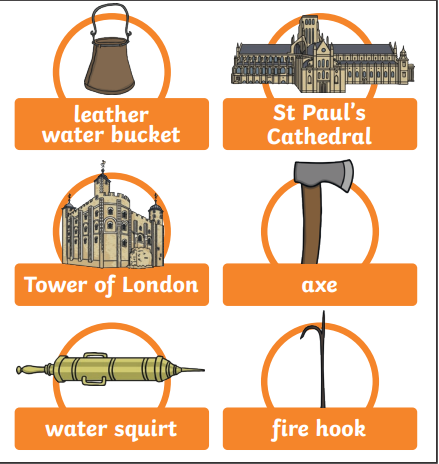 leather
water bucket
St Paul's
Cathedral
Tower of London
axe
water squirt
fire hook